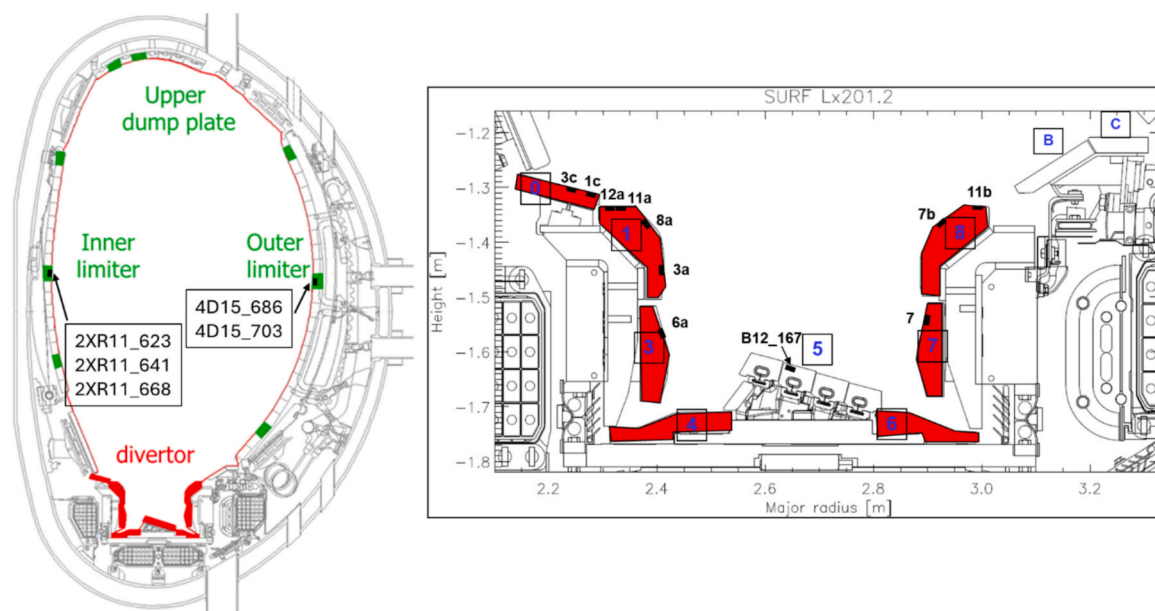 Upper
dump plate
Inner
limiter
Outer
limiter
4D15_686
4D15_703
2XR11_623
2XR11_641
2XR11_668
divertor
SURF Lx201.2
Height [m]
−1.2
−1.3
−1.4
−1.5
−1.6
−1.7
−1.8
C
B
0
3c
1c
12a
11a
1
8a
3a
11b
7b
8
3
6a
7
7
B12_167
5
4
6
2.2
2.4
2.6
2.8
3.0
3.2
Major radius [m]